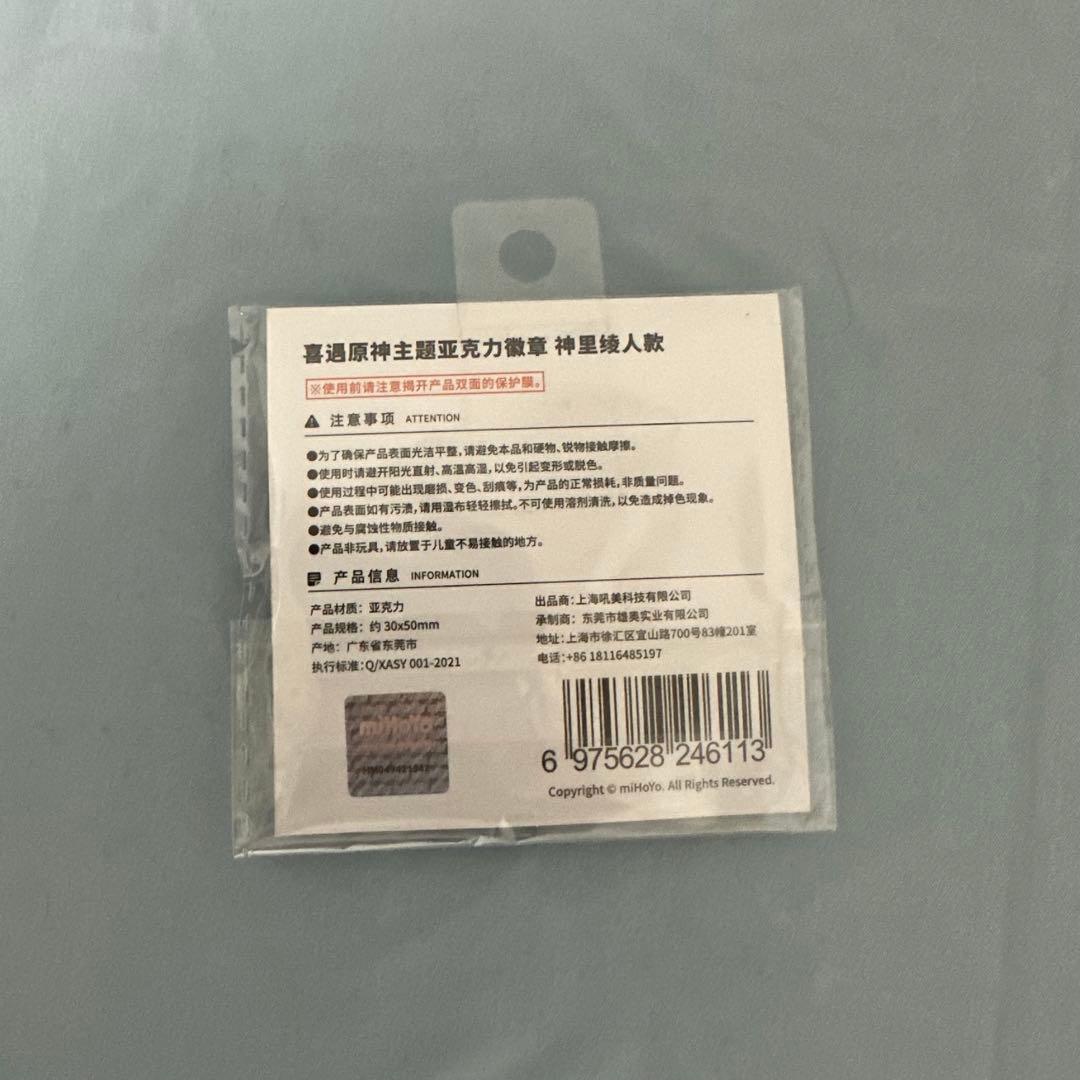 喜遇原神主题亚克力徽章 神里绫人款
※使用前请注意揭开产品双面的保护膜。
注意事项 ATTENTION
●为了确保产品表面光洁平整,请避免本品和硬物、锐物接触摩擦。
●使用时请避开阳光直射、高温高湿,以免引起变形或脱色。
●使用过程中可能出现磨损、变色、刮痕等,为产品的正常损耗,非质量问题。
●产品表面如有污渍,请用湿布轻轻擦拭。不可使用溶剂清洗,以免造成掉色现象。
●避免与腐蚀性物质接触。
●产品非玩具,请放置于儿童不易接触的地方。
产品信息 INFORMATION
产品材质: 亚克力
产品规格: 约 30x50mm
产地: 广东省东莞市
执行标准:Q/XASY 001-2021
出品商:上海吼美科技有限公司
承制商: 东莞市雄奥实业有限公司
地址:上海市徐汇区宜山路700号83幢201室
电话:+86 18116485197
miHoYo
6 975628 246113
Copyright © miHoYo. All Rights Reserved.